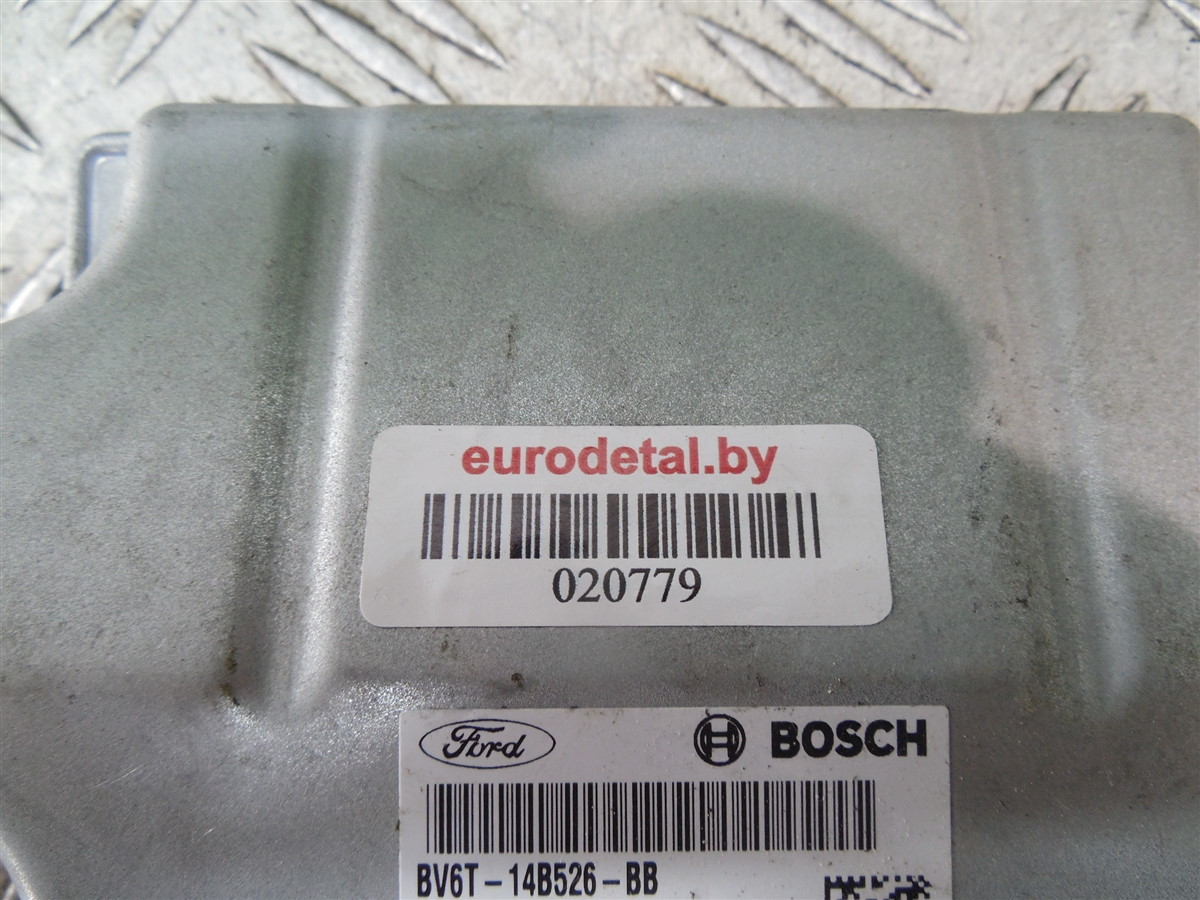 eurodetal.by
020779
Ford BOSCH
BV6T-14B526-BB